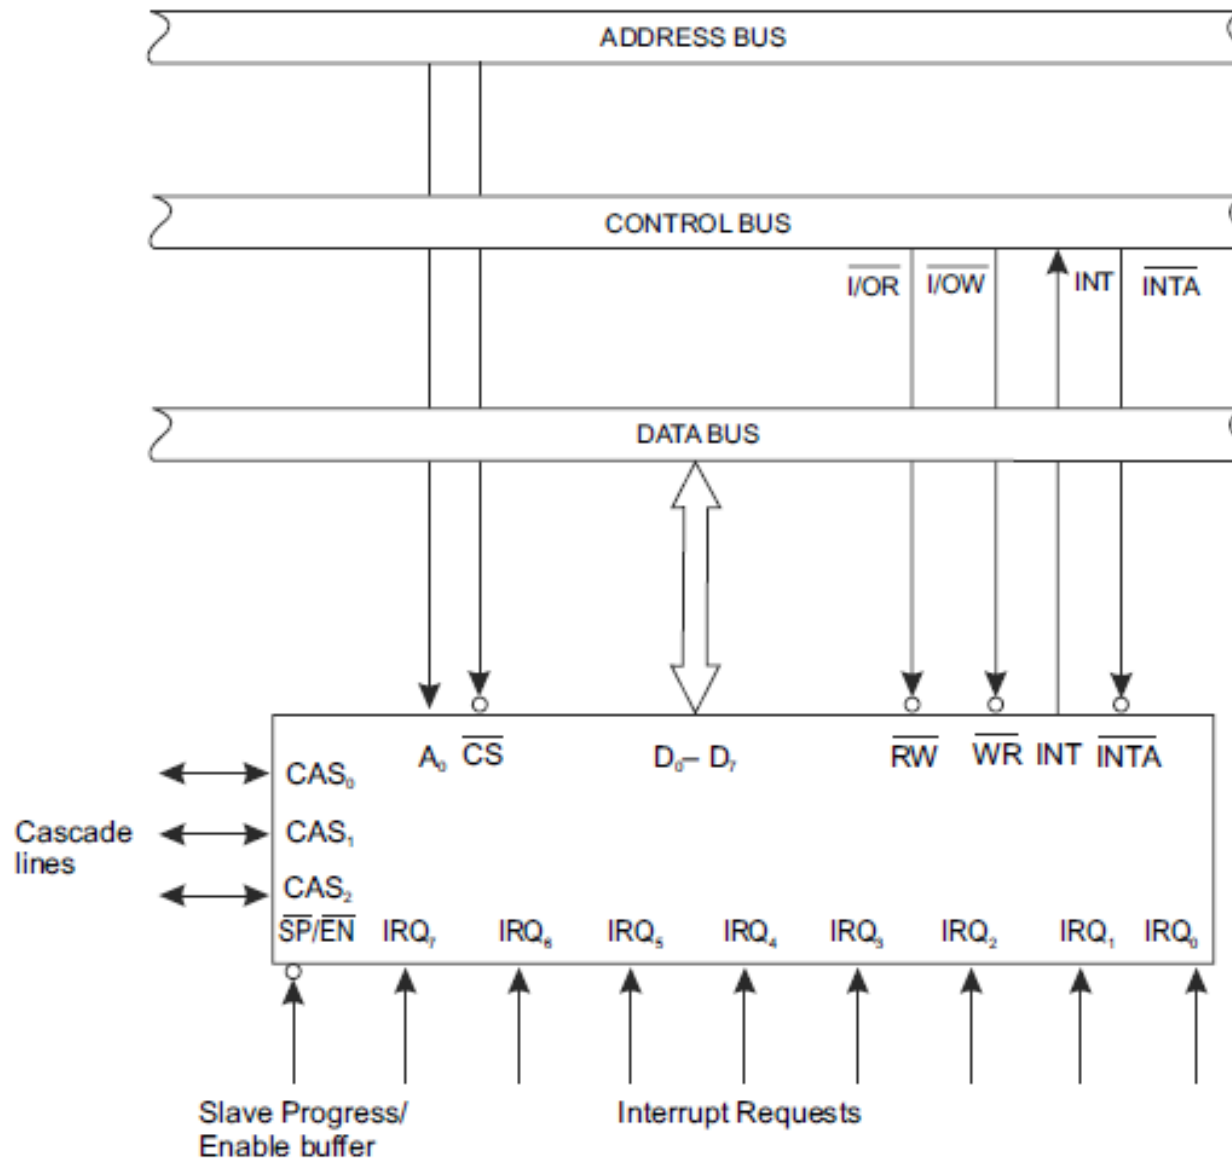 ADDRESS BUS
CONTROL BUS
I/OR I/OW INT INTA
DATA BUS
A₀ CS D₀– D₇ RW WR INT INTA
CAS₀
Cascade
lines
CAS₁
CAS₂
SP/EN IRQ₇ IRQ₆ IRQ₅ IRQ₄ IRQ₃ IRQ₂ IRQ₁ IRQ₀
Slave Progress/
Enable buffer
Interrupt Requests